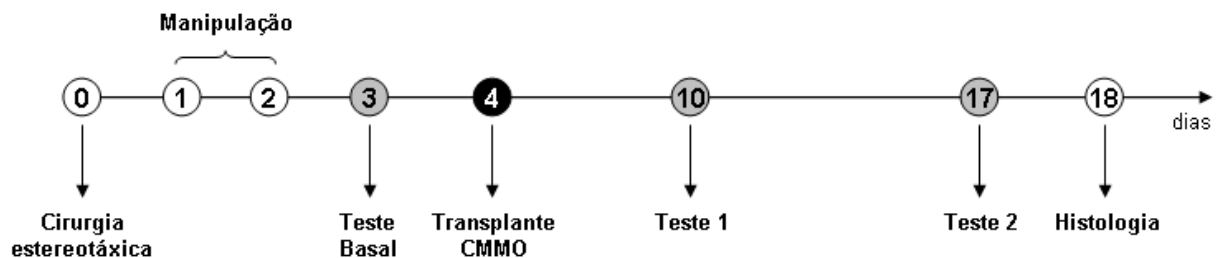 Manipulação
0 1 2 3 4 10 17 18
dias
Cirurgia
estereotáxica
Teste
Basal
Transplante
CMMO
Teste 1
Teste 2
Histologia